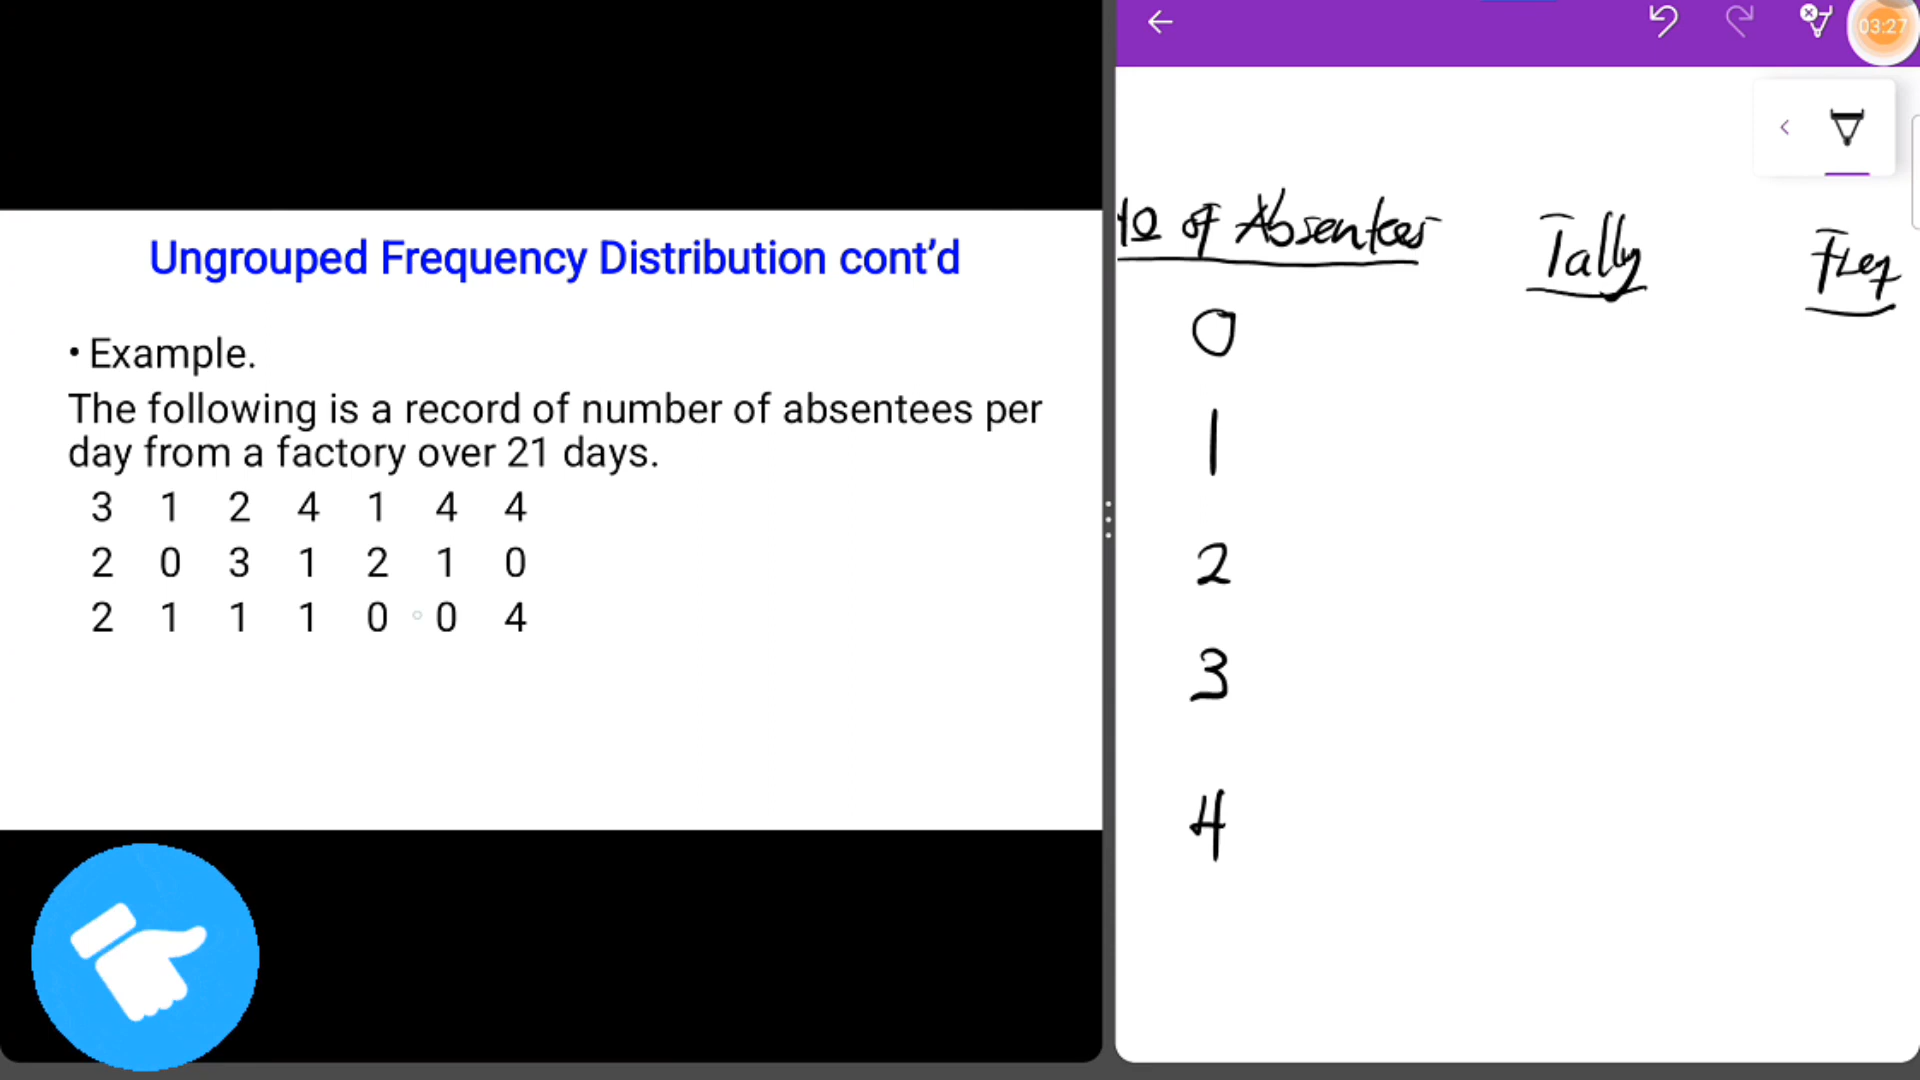 Ungrouped Frequency Distribution cont’d
• Example.
The following is a record of number of absentees per
day from a factory over 21 days.
3 1 2 4 1 4 4
2 0 3 1 2 1 0
2 1 1 1 0 0 4
03:27
of Absentees Tally Freq
0
1
2
3
4